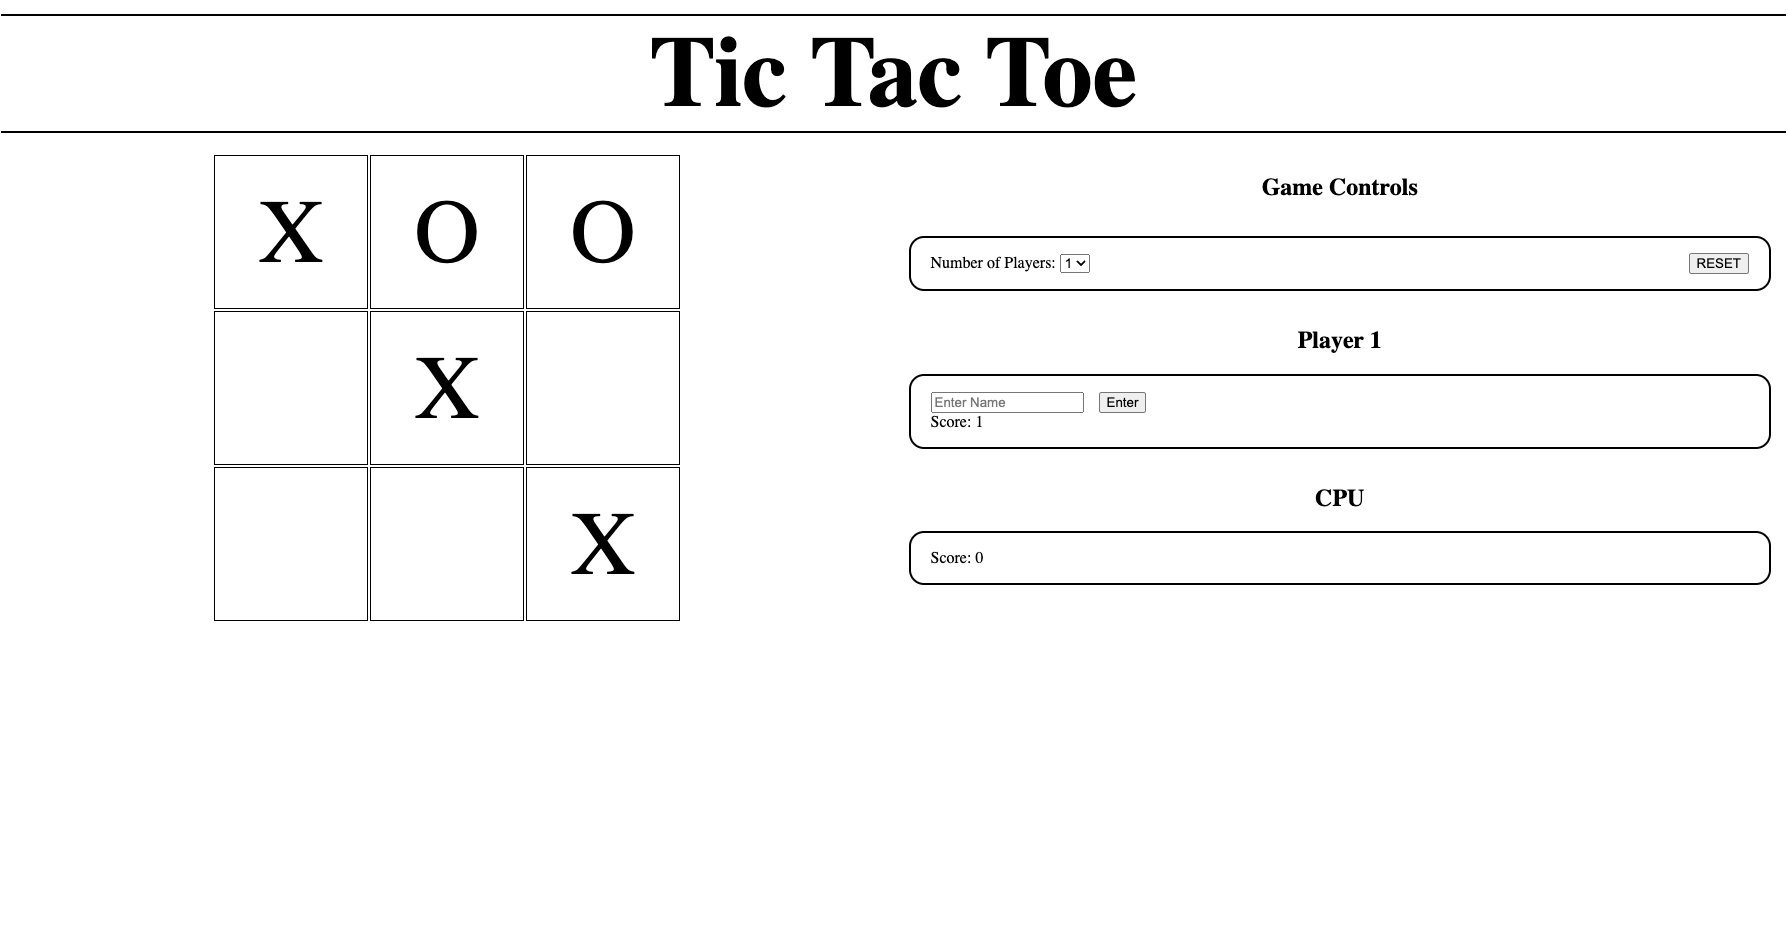 Tic Tac Toe
X O O
X
X
Game Controls
Number of Players: 1 RESET
Player 1
Enter Name Enter
Score: 1
CPU
Score: 0